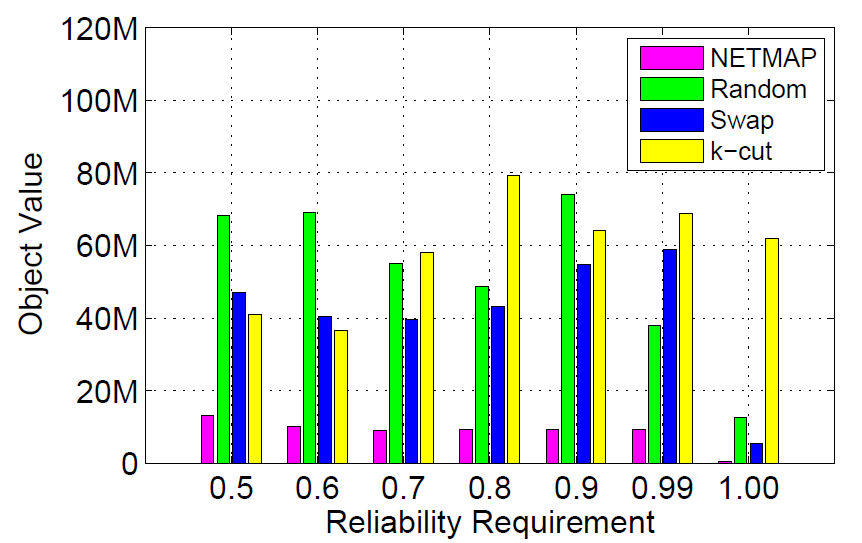 120M
100M
80M
60M
40M
20M
0
Object Value
NETMAP
Random
Swap
k−cut
0.5 0.6 0.7 0.8 0.9 0.99 1.00
Reliability Requirement